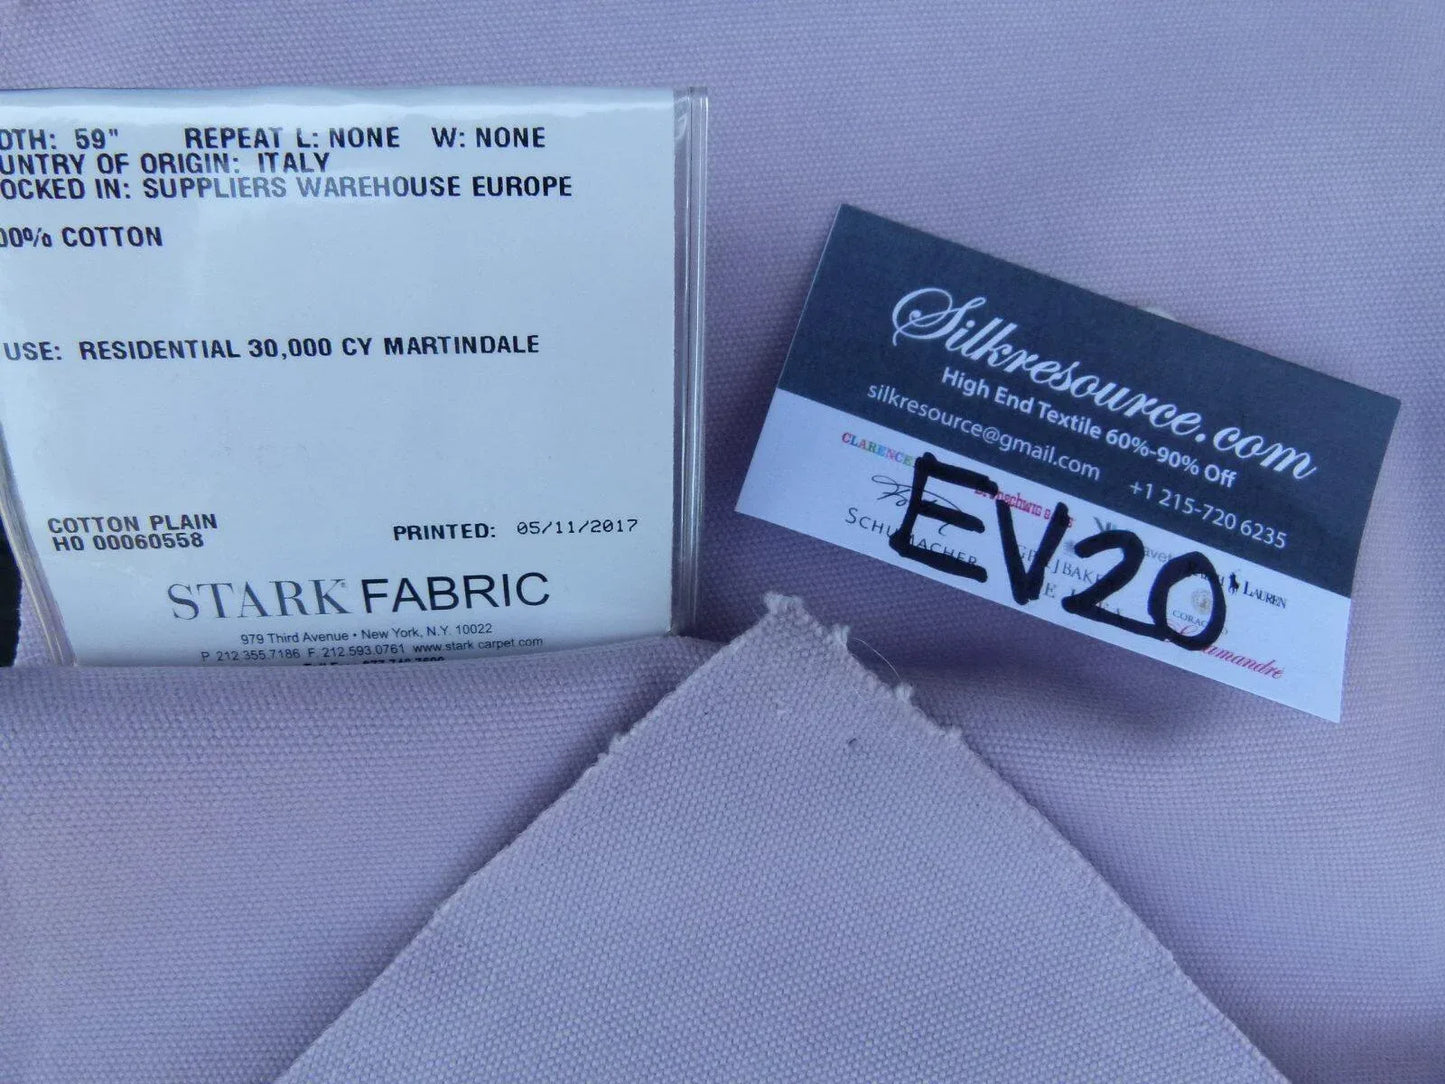 DTH: 59" REPEAT L: NONE W: NONE
UNTRY OF ORIGIN: ITALY
OCKED IN: SUPPLIERS WAREHOUSE EUROPE
00% COTTON
USE: RESIDENTIAL 30,000 CY MARTINDALE
COTTON PLAIN
HO 00060558
PRINTED: 05/11/2017
STARK FABRIC
979 Third Avenue • New York, N.Y. 10022
P 212.355.7186 F. 212.593.0761 www.stark carpet.com
Silkresource.com
High End Textile 60%-90% Off
silkresource@gmail.com +1 215-720 6235
CLARENCE
EV20
SCHUMACHER
LAUREN